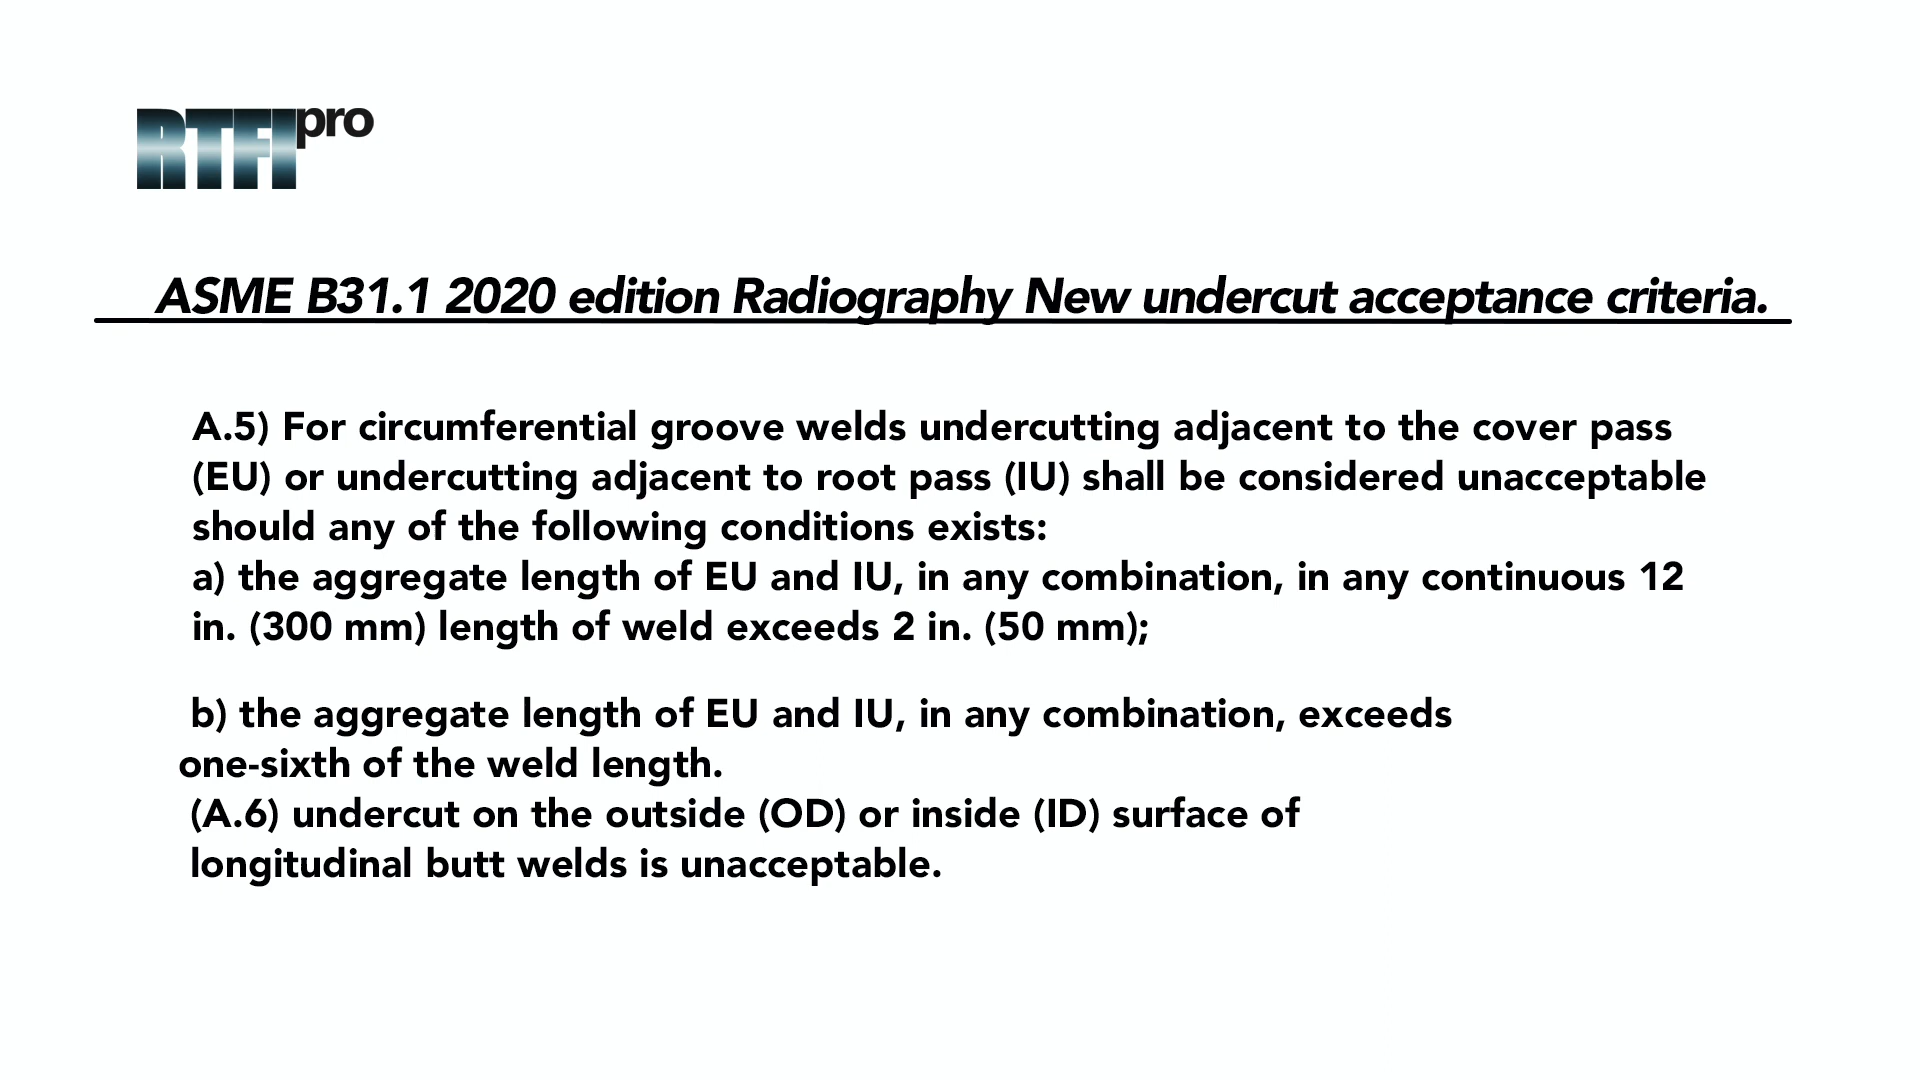 RTFIpro
ASME B31.1 2020 edition Radiography New undercut acceptance criteria.
A.5) For circumferential groove welds undercutting adjacent to the cover pass
(EU) or undercutting adjacent to root pass (IU) shall be considered unacceptable
should any of the following conditions exists:
a) the aggregate length of EU and IU, in any combination, in any continuous 12
in. (300 mm) length of weld exceeds 2 in. (50 mm);
b) the aggregate length of EU and IU, in any combination, exceeds
one-sixth of the weld length.
(A.6) undercut on the outside (OD) or inside (ID) surface of
longitudinal butt welds is unacceptable.